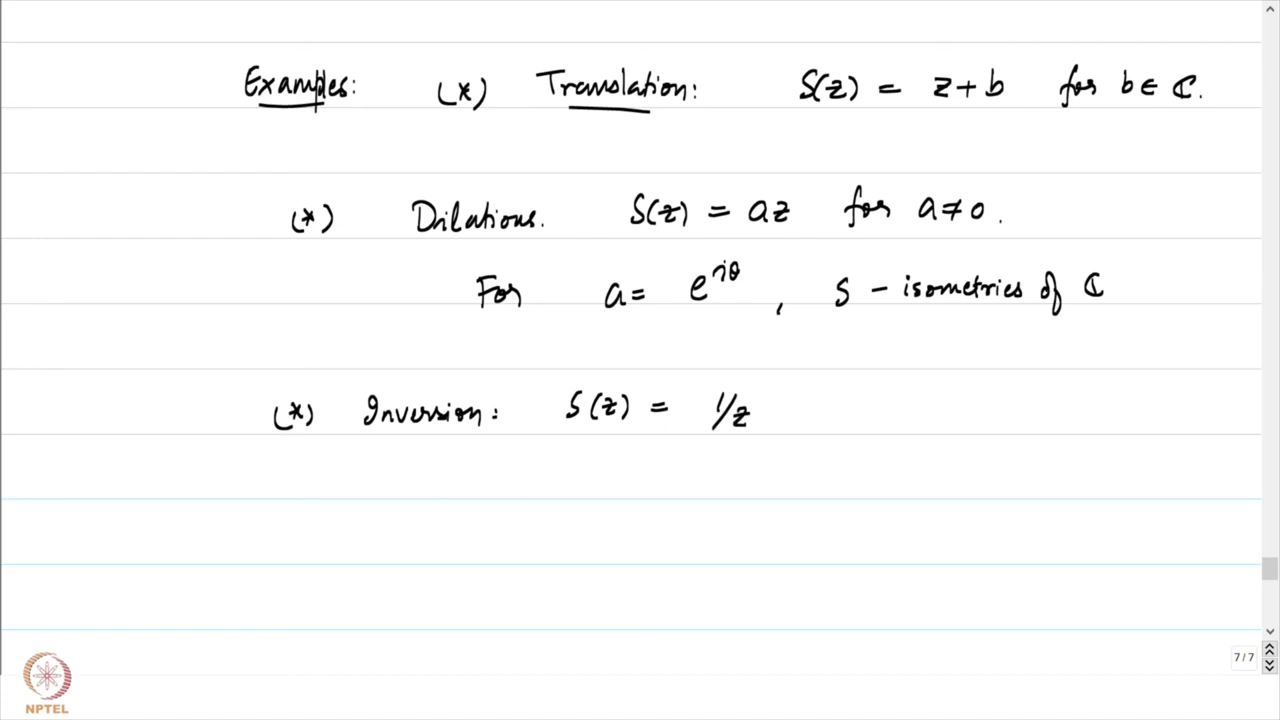 Examples: (*) Translation: S(z) = z + b for b ∈ ℂ.
(*) Dilations. S(z) = az for a ≠ 0.
For a = e^{iθ}, S - isometries of ℂ
(*) Inversion: S(z) = 1/z
7/7
NPTEL